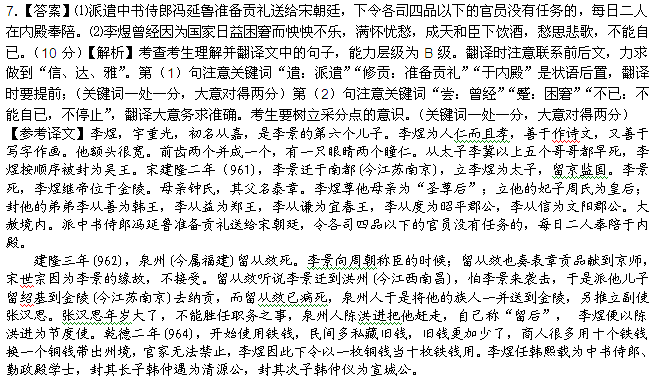 7.【答案】(1)派遣中书侍郎冯延鲁准备贡礼送给宋朝廷，下令各司四品以下的官员没有任务的，每日二人
在内殿奉陪。(2)李煜曾经因为国家日益困窘而怏怏不乐，满怀忧愁，成天和臣下饮酒，愁思悲歌，不能自
已。（10 分）【解析】考查考生理解并翻译文中的句子，能力层级为 B 级。翻译时注意联系前后文，力求
做到“信、达、雅”。第（1）句注意关键词“遣：派遣”“修贡：准备贡礼”“于内殿”是状语后置，翻译
时要提前；(关键词一处一分，大意对得两分）第（2）句注意关键词“尝：曾经”“蹙：困窘”“不已：不
能自已，不停止”，翻译大意务求准确。考生要树立采分点的意识。(关键词一处一分，大意对得两分）
【参考译文】李煜，字重光，初名从嘉，是李景的第六个儿子。李煜为人仁而且孝，善于作诗文，又善于
写字作画。他额头很宽。前齿两个并成一个，有一只眼睛两个瞳仁。从太子李冀以上五个哥哥都早死，李
煜按顺序被封为吴王。宋建隆二年（961)，李景迁于南都(今江苏南京)，立李煜为太子，留京监国。李景
死，李煜继帝位于金陵。母亲钟氏，其父名泰章。李煜尊他母亲为“圣尊后”；立他的妃子周氏为皇后；
封他的弟弟李从善为韩王，李从益为郑王，李从谦为宜春王，李从度为昭平郡公，李从信为文阳郡公。大
赦境内。派中书侍郎冯延鲁准备贡礼送给宋朝廷，令各司四品以下的官员没有任务的，每日二人奉陪于内
殿。
建隆三年(962)，泉州(今属福建)留从效死。李景向周朝称臣的时候；留从效也奏表章贡品献到京师，
宋世宗因为李景的缘故，不接受。留从效听说李景迁到洪州(今江西南昌)，怕李景来袭击，于是派他儿子
留绍基到金陵(今江苏南京)去纳贡，而留从效已病死，泉州人于是将他的族人一并送到金陵，另推立副使
张汉思。张汉思年岁大了，不能胜任职务之事，泉州人陈洪进把他赶走，自己称“留后”， 李煜便以陈
洪进为节度使。乾德二年(964)，开始使用铁钱，民间多私藏旧钱，旧钱更加少了，商人很多用十个铁钱
换一个铜钱带出州境，官家无法禁止，李煜因此下令以一枚铜钱当十枚铁钱用。李煜任韩熙载为中书侍郎、
勤政殿学士，封其长子韩仲遇为清源公，封其次子韩仲仪为宣城公。